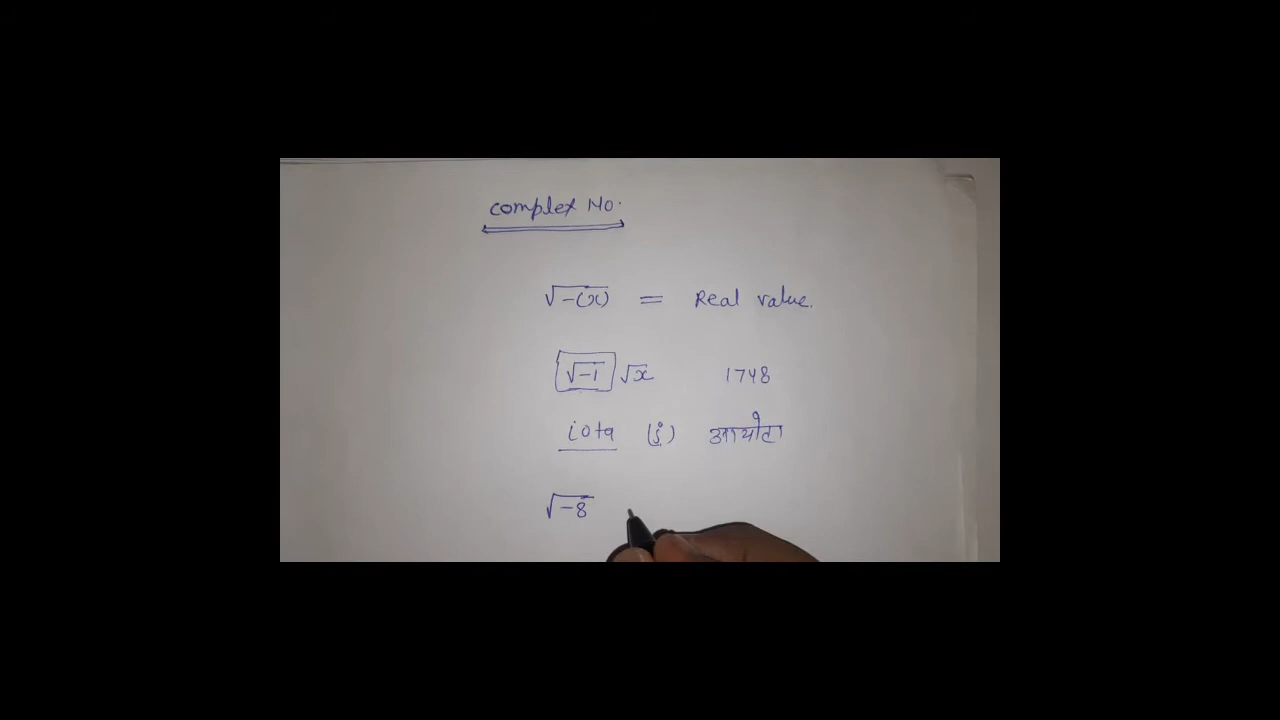 Complex No.
√-(x) = Real value.
√-1 √x 1748
iota (i) आयोटा
√-8